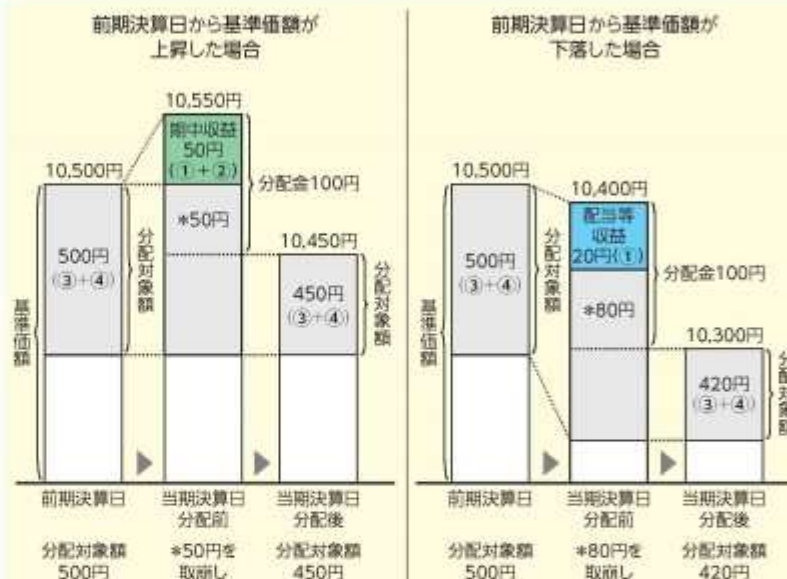 前期決算日から基準価額が
上昇した場合
10,550円
期中収益
50円
(①+②)
10,500円
分配金100円
*50円
10,450円
500円
(③+④)
分配対象額
450円
(③+④)
分配対象額
基準価額
前期決算日
当期決算日
分配前
当期決算日
分配後
分配対象額
500円
*50円を
取崩し
分配対象額
450円
前期決算日から基準価額が
下落した場合
10,500円
10,400円
配当等
収益
20円(①)
分配金100円
500円
(③+④)
分配対象額
*80円
10,300円
420円
(③+④)
分配対象額
基準価額
前期決算日
当期決算日
分配前
当期決算日
分配後
分配対象額
500円
*80円を
取崩し
分配対象額
420円